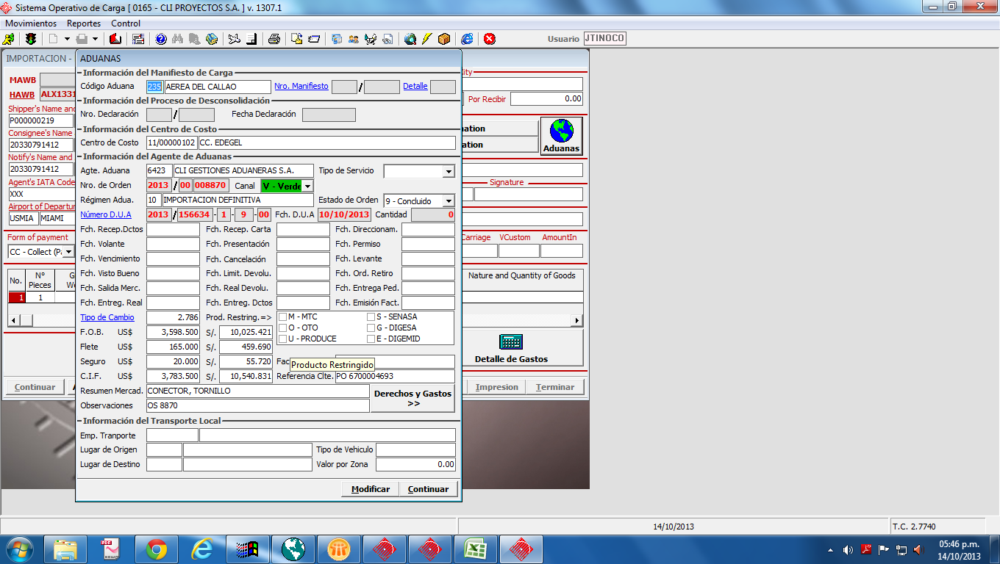 Sistema Operativo de Carga [ 0165 - CLI PROYECTOS S.A. ] v. 1307.1
Movimientos Reportes Control
Usuario JTINOCO
IMPORTACION -
MAWB
HAWB ALX1331
Shipper's Name and
P000000219
Consignee's Name
20330791412
Notify's Name and
20330791412
Agent's IATA Code
XXX
Airport of Departur
USMIA MIAMI
Form of payment
CC - Collect (Pa
No. N° Pieces G We
1 1
Continuar A
ADUANAS
Información del Manifiesto de Carga
Código Aduana 235 AEREA DEL CALLAO Nro. Manifiesto / Detalle
Información del Proceso de Desconsolidación
Nro. Declaración / Fecha Declaración
Información del Centro de Costo
Centro de Costo 11/00000102 CC. EDEGEL
Información del Agente de Aduanas
Agte. Aduana 6423 CLI GESTIONES ADUANERAS S.A. Tipo de Servicio
Nro. de Orden 2013 / 00 008870 Canal V - Verde
Régimen Adua. 10 IMPORTACION DEFINITIVA Estado de Orden 9 - Concluido
Número D.U.A 2013 / 156634 - 1 - 9 - 00 Fch. D.U.A 10/10/2013 Cantidad 0
Fch. Recep.Dctos Fch. Recep. Carta Fch. Direccionam.
Fch. Volante Fch. Presentación Fch. Permiso
Fch. Vencimiento Fch. Cancelación Fch. Levante
Fch. Visto Bueno Fch. Limit. Devolu. Fch. Ord. Retiro
Fch. Salida Merc. Fch. Real Devolu. Fch. Entrega Ped.
Fch. Entreg. Real Fch. Entreg. Dctos Fch. Emisión Fact.
Tipo de Cambio 2.786 Prod. Restring.=> M - MTC S - SENASA
O - OTO G - DIGESA
U - PRODUCE E - DIGEMID
F.O.B. US$ 3,598.500 S/. 10,025.421
Flete US$ 165.000 S/. 459.690
Seguro US$ 20.000 S/. 55.720 Fac
Producto Restringido
C.I.F. US$ 3,783.500 S/. 10,540.831 Referencia Clte. PO 6700004693
Resumen Mercad. CONECTOR, TORNILLO
Observaciones OS 8870
Derechos y Gastos
>>
Información del Transporte Local
Emp. Tranporte
Lugar de Origen Tipo de Vehiculo
Lugar de Destino Valor por Zona 0.00
Modificar Continuar
ity
Por Recibir 0.00
ation
ation
Aduanas
Signature
Carriage VCustom AmountIn
Nature and Quantity of Goods
Detalle de Gastos
Impresion Terminar
14/10/2013 T.C. 2.7740
05:46 p.m.
14/10/2013